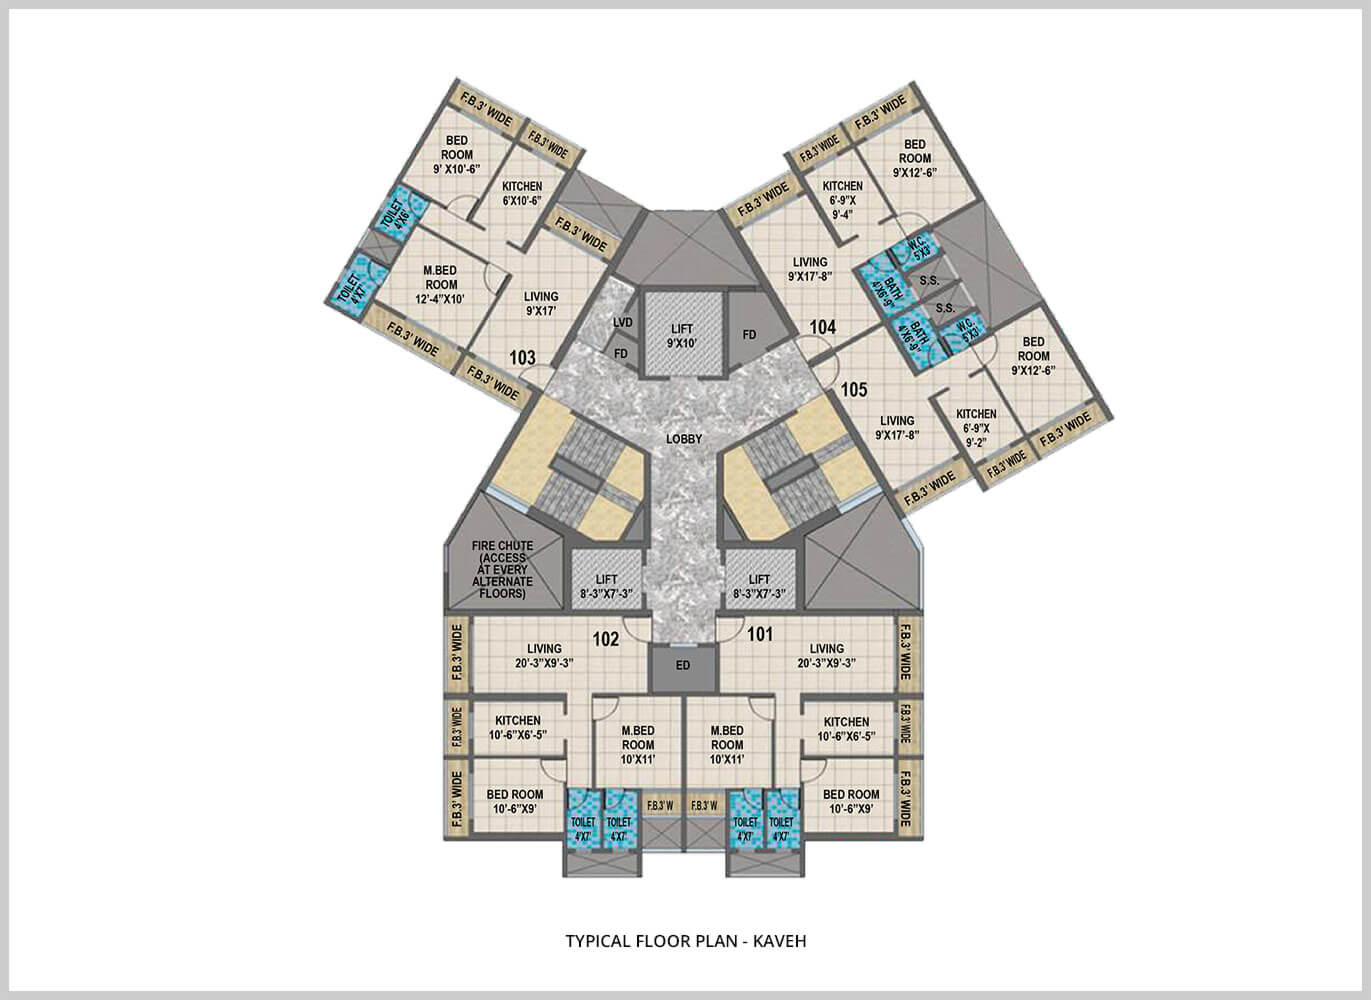 F.B.3' WIDE
F.B.3' WIDE
BED
ROOM
9' X10'-6"
KITCHEN
6'X10'-6"
TOILET
4'X6'
F.B.3' WIDE
M.BED
ROOM
12'-4"X10'
TOILET
4'X7'
LIVING
9'X17'
F.B.3' WIDE
103
F.B.3' WIDE
F.B.3' WIDE
F.B.3' WIDE
BED
ROOM
9'X12'-6"
KITCHEN
6'-9"X
9'-4"
F.B.3' WIDE
W.C.
5'X3'
LIVING
9'X17'-8"
BATH
4'X6'-9"
S.S.
S.S.
104
BATH
4'X6'-9"
W.C.
5'X3'
BED
ROOM
9'X12'-6"
105
LIVING
9'X17'-8"
KITCHEN
6'-9"X
9'-2"
F.B.3' WIDE
F.B.3' WIDE
F.B.3' WIDE
LVD
FD
LIFT
9'X10'
FD
LOBBY
FIRE CHUTE
(ACCESS
AT EVERY
ALTERNATE
FLOORS)
LIFT
8'-3"X7'-3"
LIFT
8'-3"X7'-3"
F.B.3' WIDE
LIVING
20'-3"X9'-3"
102
ED
101
LIVING
20'-3"X9'-3"
F.B.3' WIDE
F.B.3' WIDE
KITCHEN
10'-6"X6'-5"
M.BED
ROOM
10'X11'
M.BED
ROOM
10'X11'
KITCHEN
10'-6"X6'-5"
F.B.3' WIDE
F.B.3' WIDE
BED ROOM
10'-6"X9'
TOILET
4'X7'
TOILET
4'X7'
F.B.3' W
F.B.3' W
TOILET
4'X7'
TOILET
4'X7'
BED ROOM
10'-6"X9'
F.B.3' WIDE
TYPICAL FLOOR PLAN - KAVEH